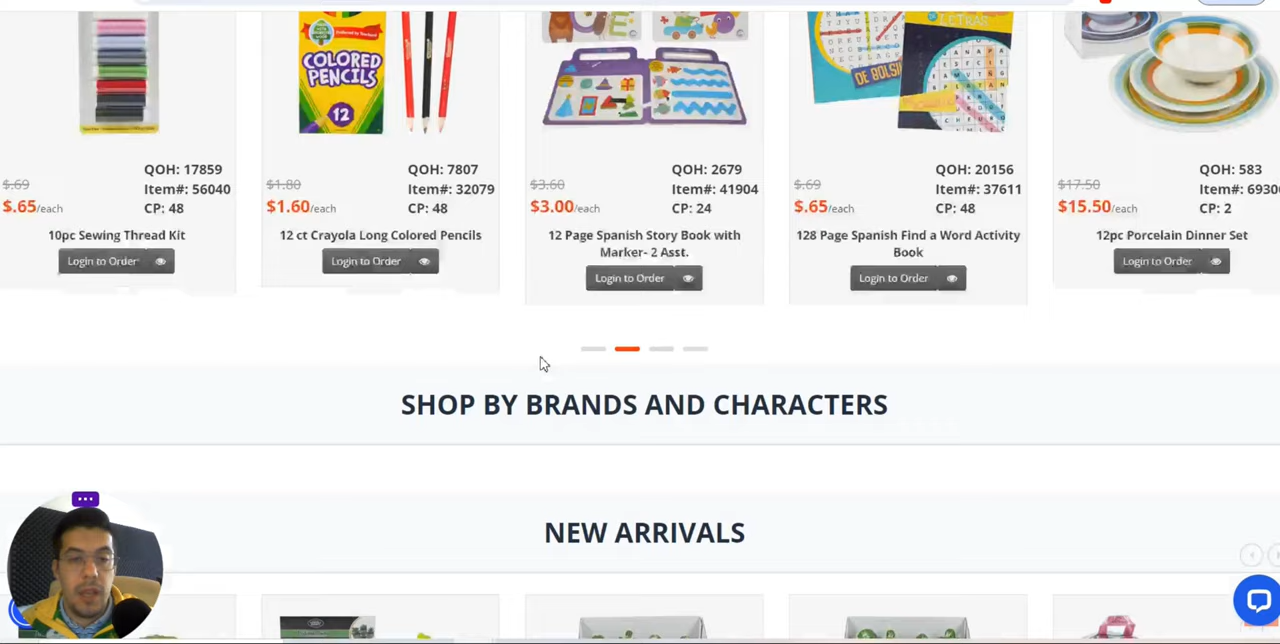 COLORED
PENCILS
12
DE BOLSI
LETRAS
QOH: 17859
$.69
Item#: 56040
$.65/each
CP: 48
10pc Sewing Thread Kit
Login to Order
QOH: 7807
$1.80
Item#: 32079
$1.60/each
CP: 48
12 ct Crayola Long Colored Pencils
Login to Order
QOH: 2679
$3.60
Item#: 41904
$3.00/each
CP: 24
12 Page Spanish Story Book with
Marker- 2 Asst.
Login to Order
QOH: 20156
$.69
Item#: 37611
$.65/each
CP: 48
128 Page Spanish Find a Word Activity
Book
Login to Order
QOH: 583
$17.50
Item#: 6930
$15.50/each
CP: 2
12pc Porcelain Dinner Set
Login to Order
SHOP BY BRANDS AND CHARACTERS
NEW ARRIVALS